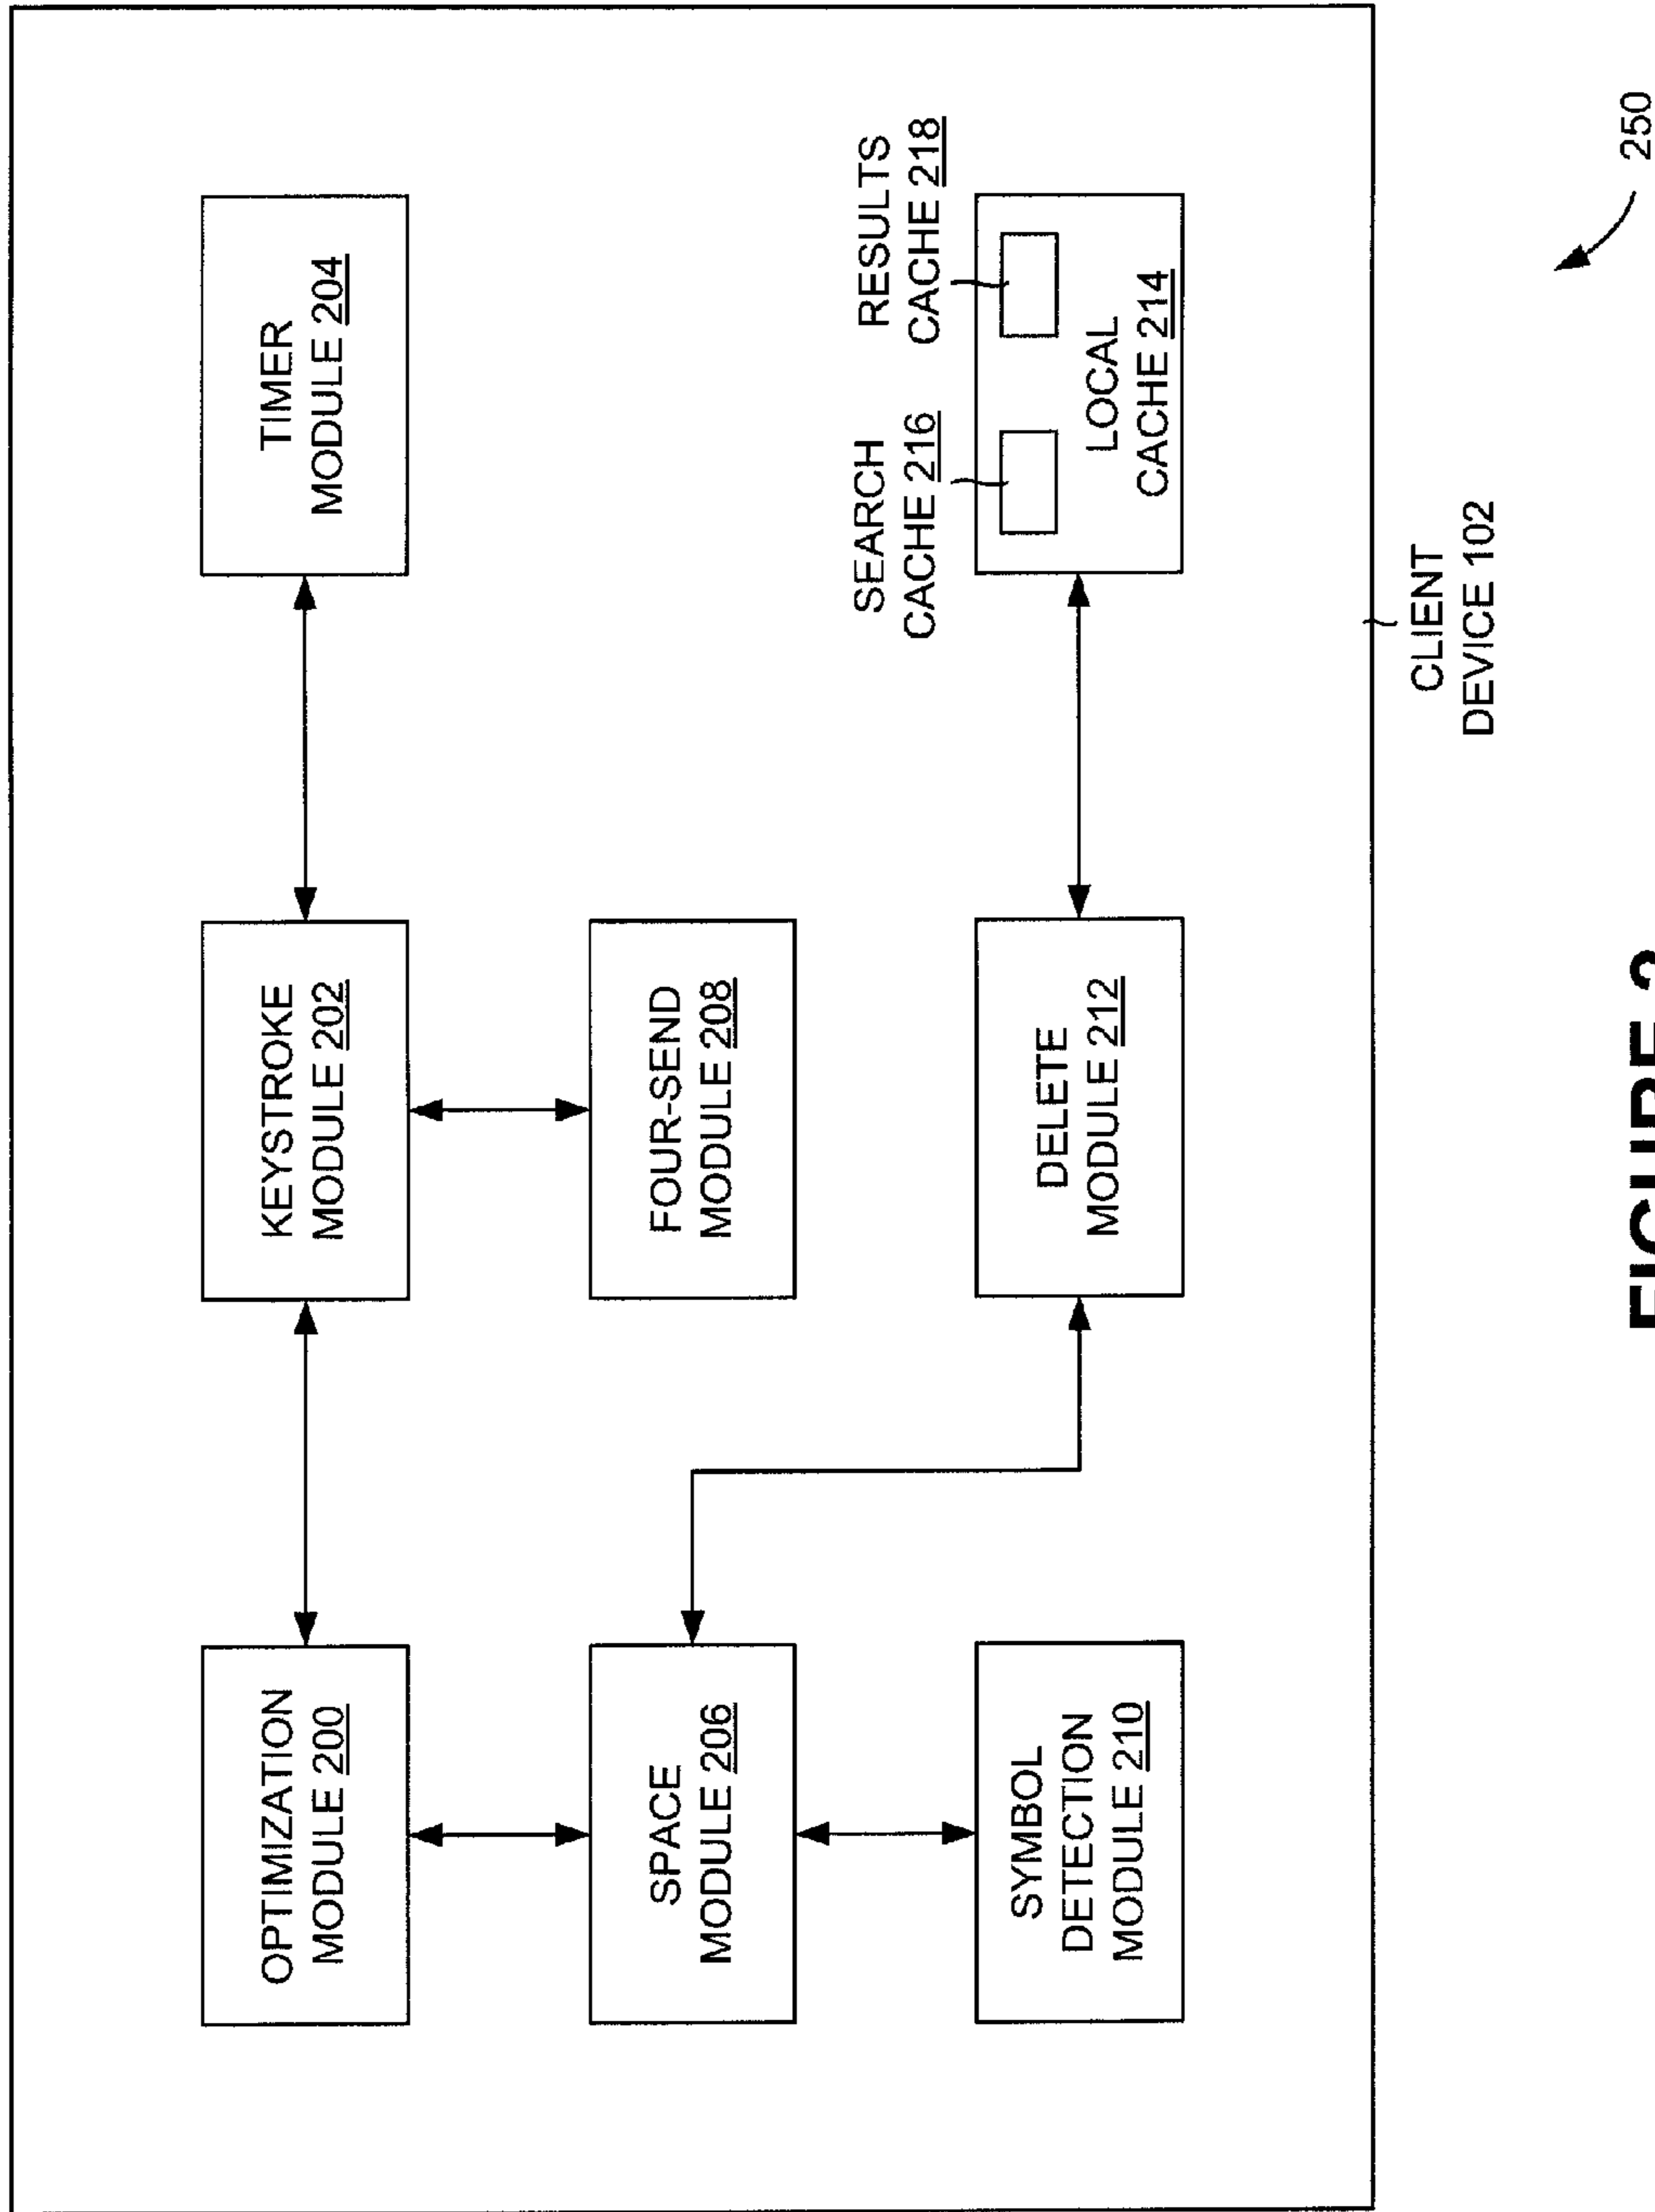 OPTIMIZATION
MODULE 200
KEYSTROKE
MODULE 202
TIMER
MODULE 204
SPACE
MODULE 206
FOUR-SEND
MODULE 208
SEARCH
CACHE 216
RESULTS
CACHE 218
SYMBOL
DETECTION
MODULE 210
DELETE
MODULE 212
LOCAL
CACHE 214
CLIENT
DEVICE 102
250
FIGURE